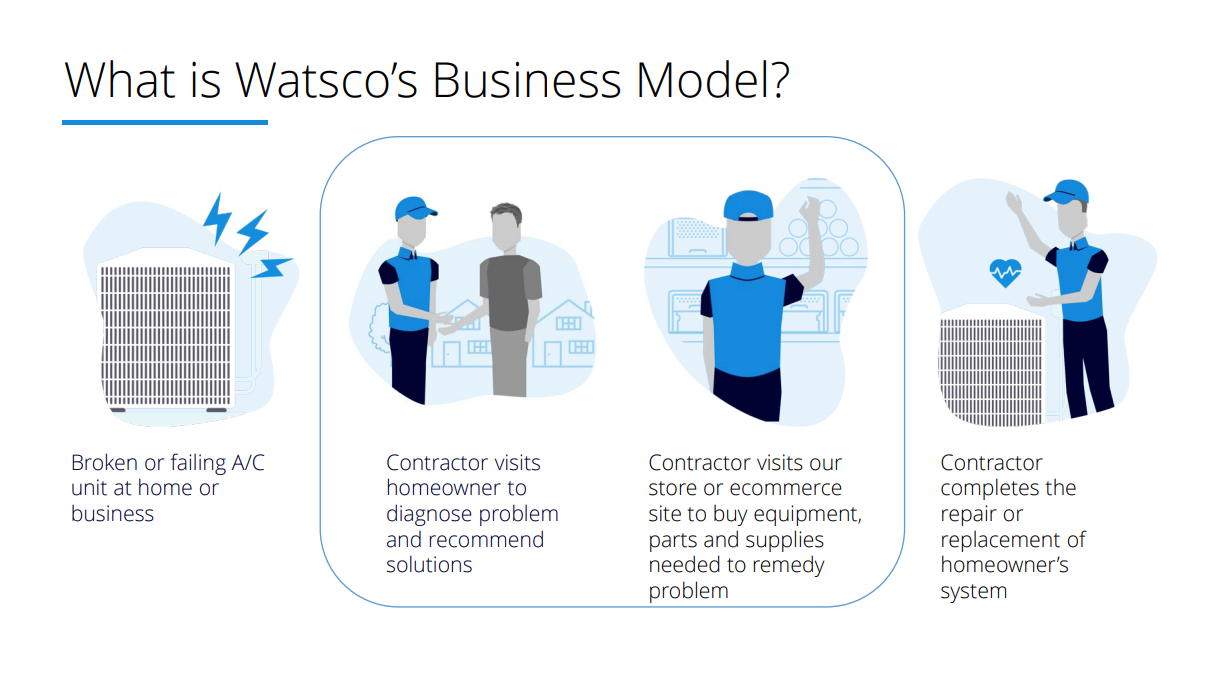 What is Watsco’s Business Model?
Broken or failing A/C
unit at home or
business
Contractor visits
homeowner to
diagnose problem
and recommend
solutions
Contractor visits our
store or ecommerce
site to buy equipment,
parts and supplies
needed to remedy
problem
Contractor
completes the
repair or
replacement of
homeowner’s
system